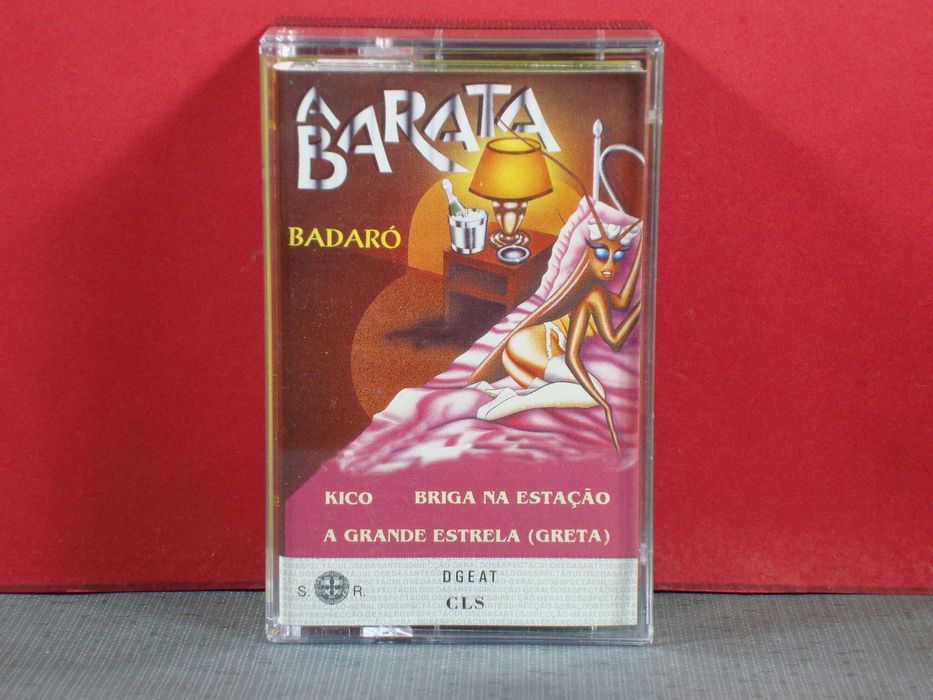 A
BARATA
BADARÓ
KICO BRIGA NA ESTAÇÃO
A GRANDE ESTRELA (GRETA)
DGEAT
S. R.
CLS